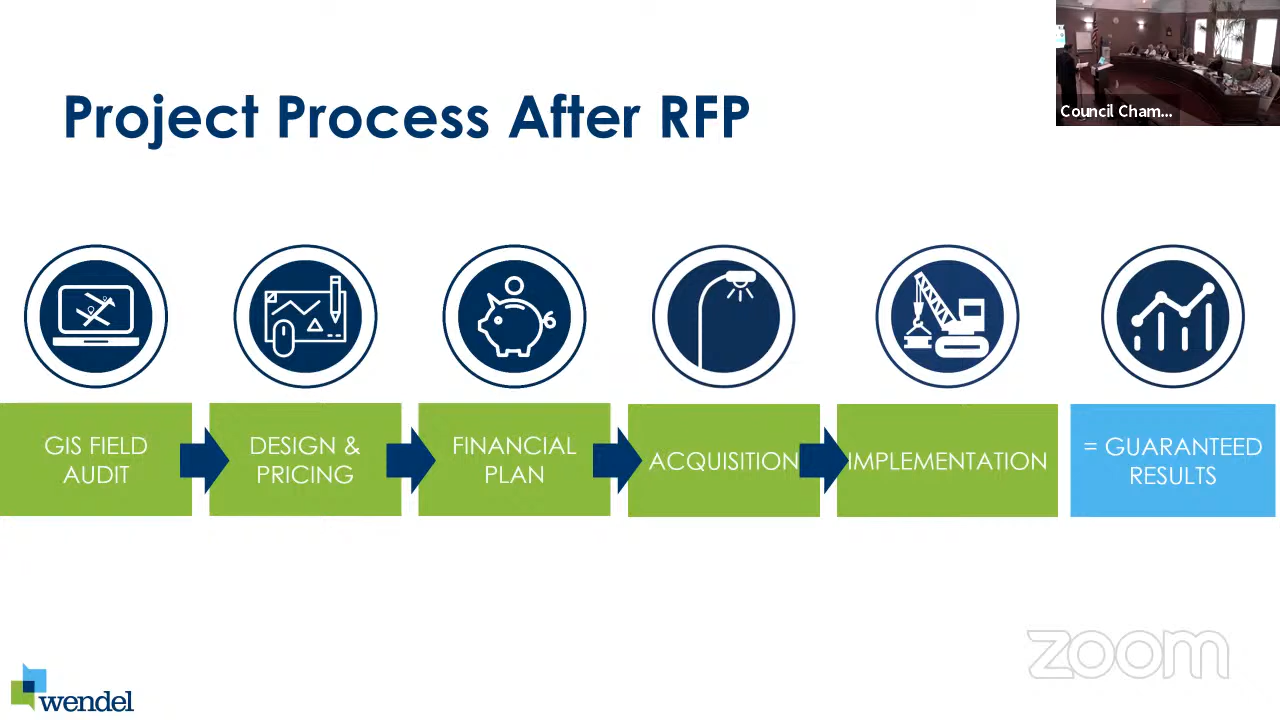 Council Cham...
Project Process After RFP
GIS FIELD
AUDIT
DESIGN &
PRICING
FINANCIAL
PLAN
ACQUISITION
IMPLEMENTATION
= GUARANTEED
RESULTS
zoom
wendel